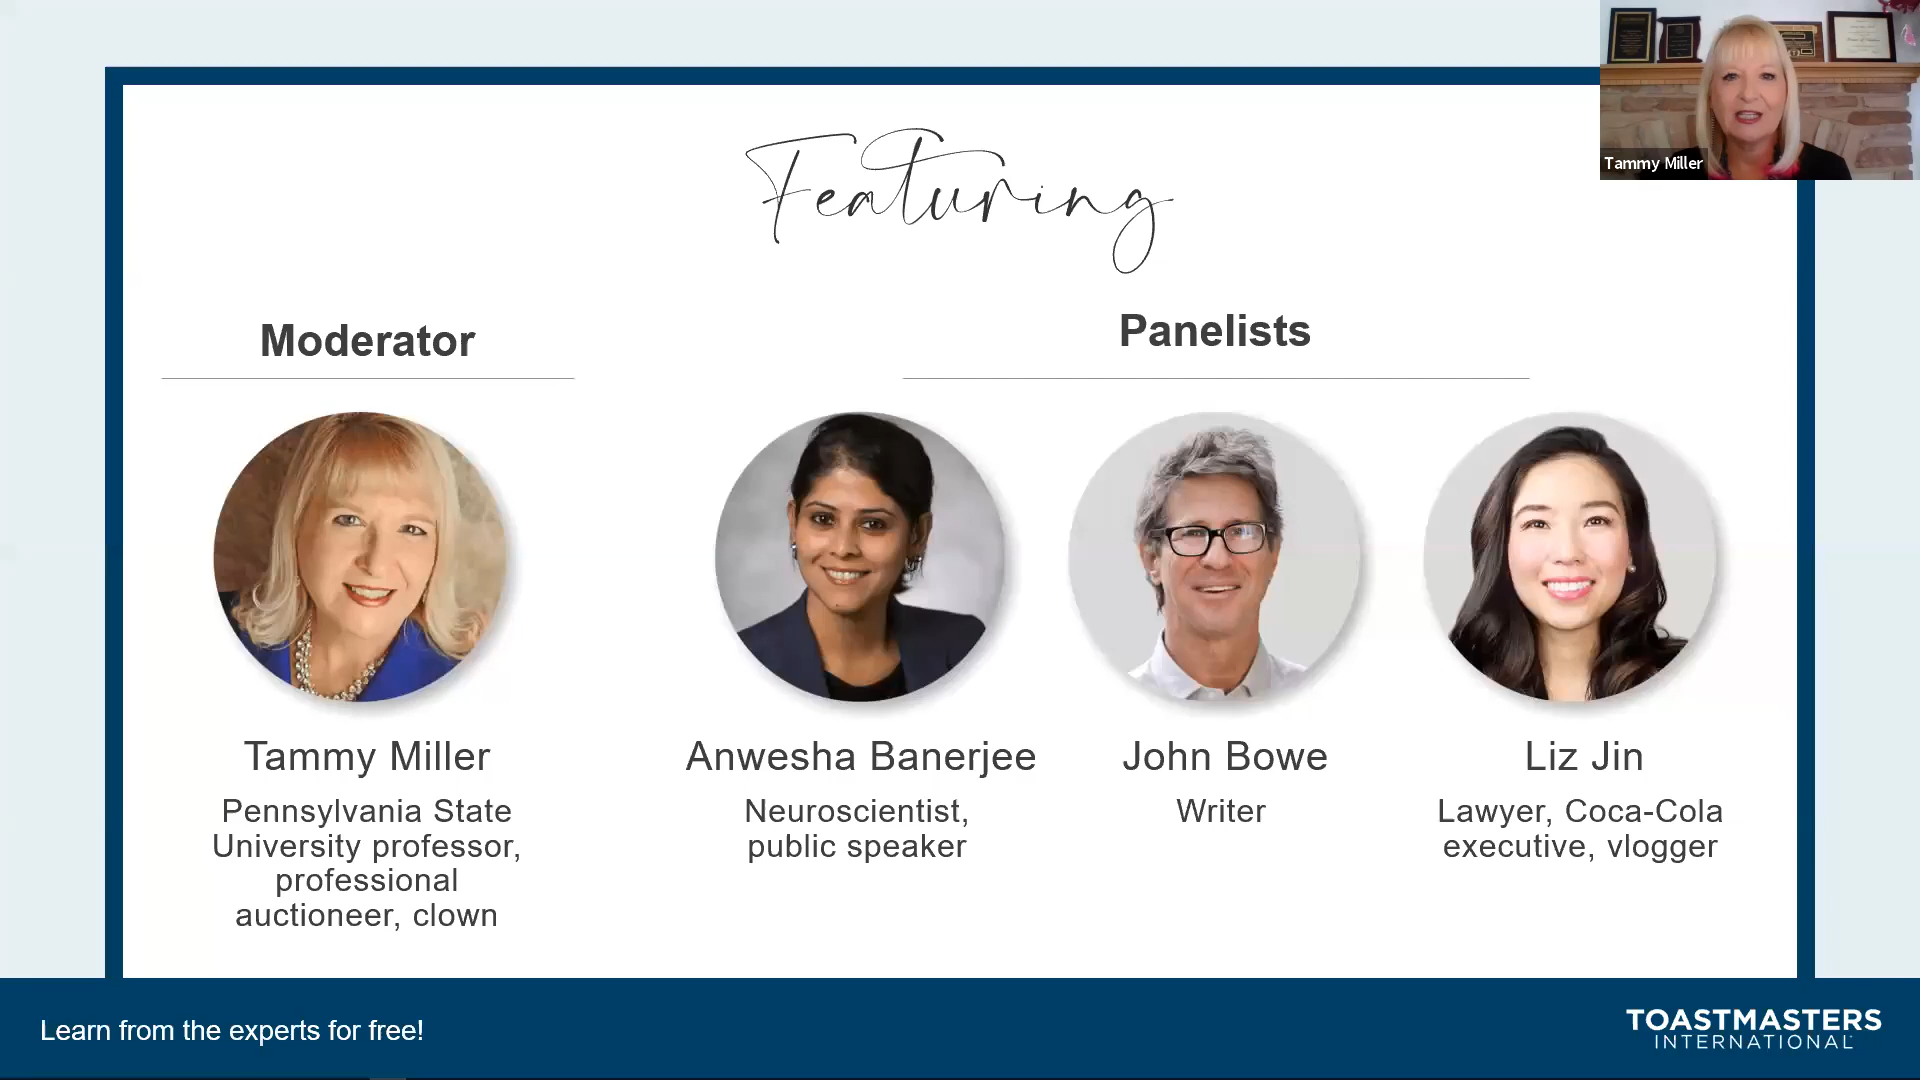 Tammy Miller
Featuring
Moderator
Panelists
Tammy Miller
Pennsylvania State
University professor,
professional
auctioneer, clown
Anwesha Banerjee
Neuroscientist,
public speaker
John Bowe
Writer
Liz Jin
Lawyer, Coca-Cola
executive, vlogger
Learn from the experts for free!
TOASTMASTERS
INTERNATIONAL